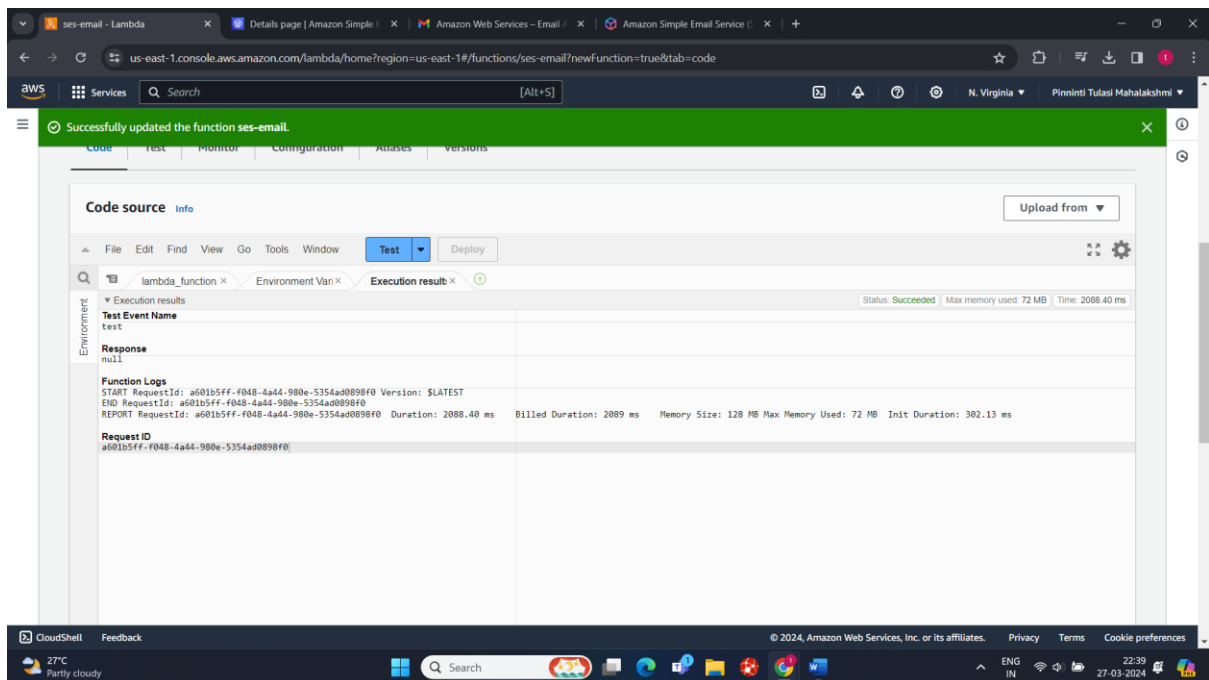 ses-email - Lambda
Details page | Amazon Simple
Amazon Web Services – Email
Amazon Simple Email Service (
us-east-1.console.aws.amazon.com/lambda/home?region=us-east-1#/functions/ses-email?newFunction=true&tab=code
aws
Services
Search
[Alt+S]
N. Virginia
Pinninti Tulasi Mahalakshmi
Successfully updated the function ses-email.
Code Test Monitor Configuration Aliases Versions
Code source Info
Upload from
File Edit Find View Go Tools Window Test Deploy
lambda_function
Environment Vari
Execution results
Environment
Execution results
Status: Succeeded Max memory used: 72 MB Time: 2088.40 ms
Test Event Name
test
Response
null
Function Logs
START RequestId: a601b5ff-f048-4a44-980e-5354ad0898f0 Version: $LATEST
END RequestId: a601b5ff-f048-4a44-980e-5354ad0898f0
REPORT RequestId: a601b5ff-f048-4a44-980e-5354ad0898f0 Duration: 2088.40 ms Billed Duration: 2089 ms Memory Size: 128 MB Max Memory Used: 72 MB Init Duration: 302.13 ms
Request ID
a601b5ff-f048-4a44-980e-5354ad0898f0
CloudShell Feedback
© 2024, Amazon Web Services, Inc. or its affiliates. Privacy Terms Cookie preferences
27°C
Partly cloudy
Search
ENG
IN
22:39
27-03-2024